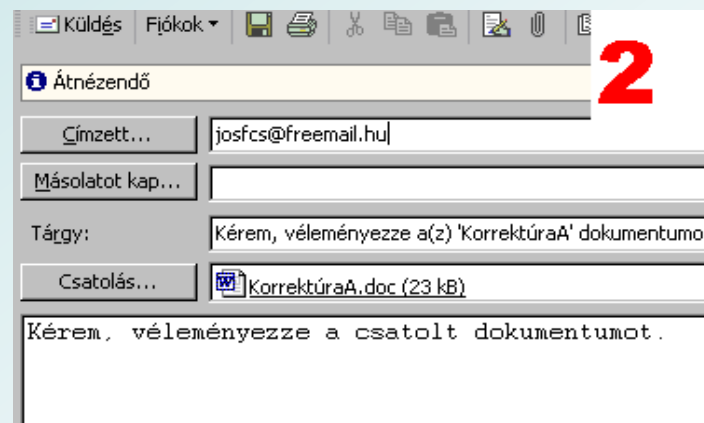 Küldés Fiókok
2
Átnézendő
Címzett...
josfcs@freemail.hu
Másolatot kap...
Tárgy:
Kérem, véleményezze a(z) 'KorrektúraA' dokumentumo
Csatolás...
KorrektúraA.doc (23 kB)
Kérem, véleményezze a csatolt dokumentumot.